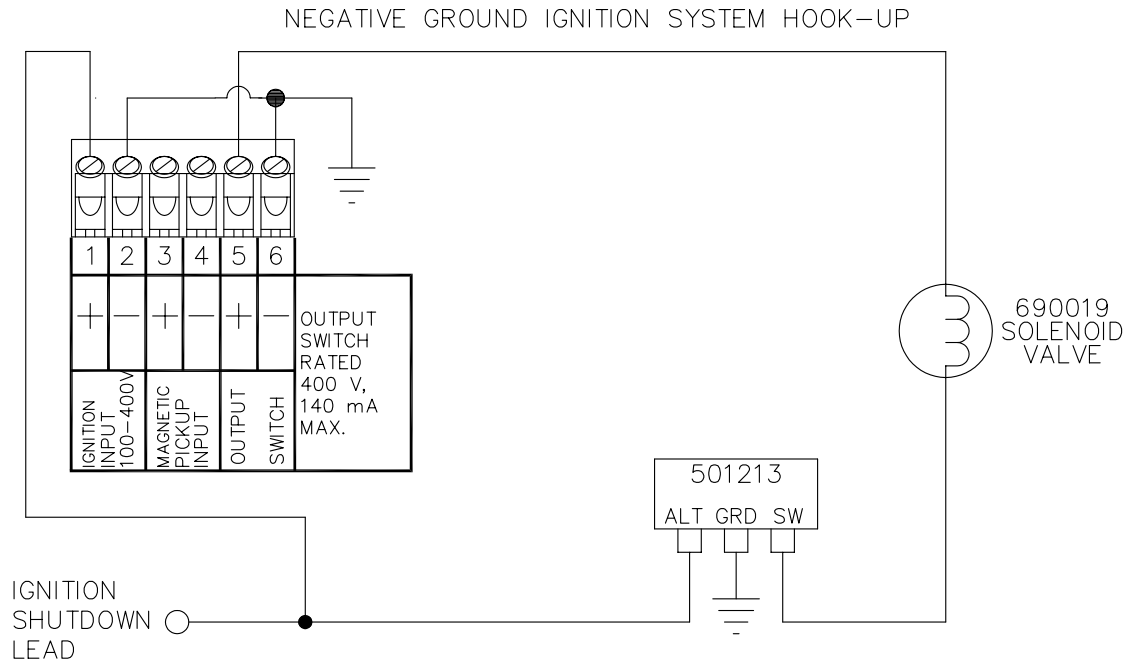 NEGATIVE GROUND IGNITION SYSTEM HOOK-UP
1 2 3 4 5 6
+ - + - + -
OUTPUT
SWITCH
RATED
400 V,
140 mA
MAX.
IGNITION
INPUT
100-400V
MAGNETIC
PICKUP
INPUT
OUTPUT
SWITCH
690019
SOLENOID
VALVE
501213
ALT GRD SW
IGNITION
SHUTDOWN
LEAD